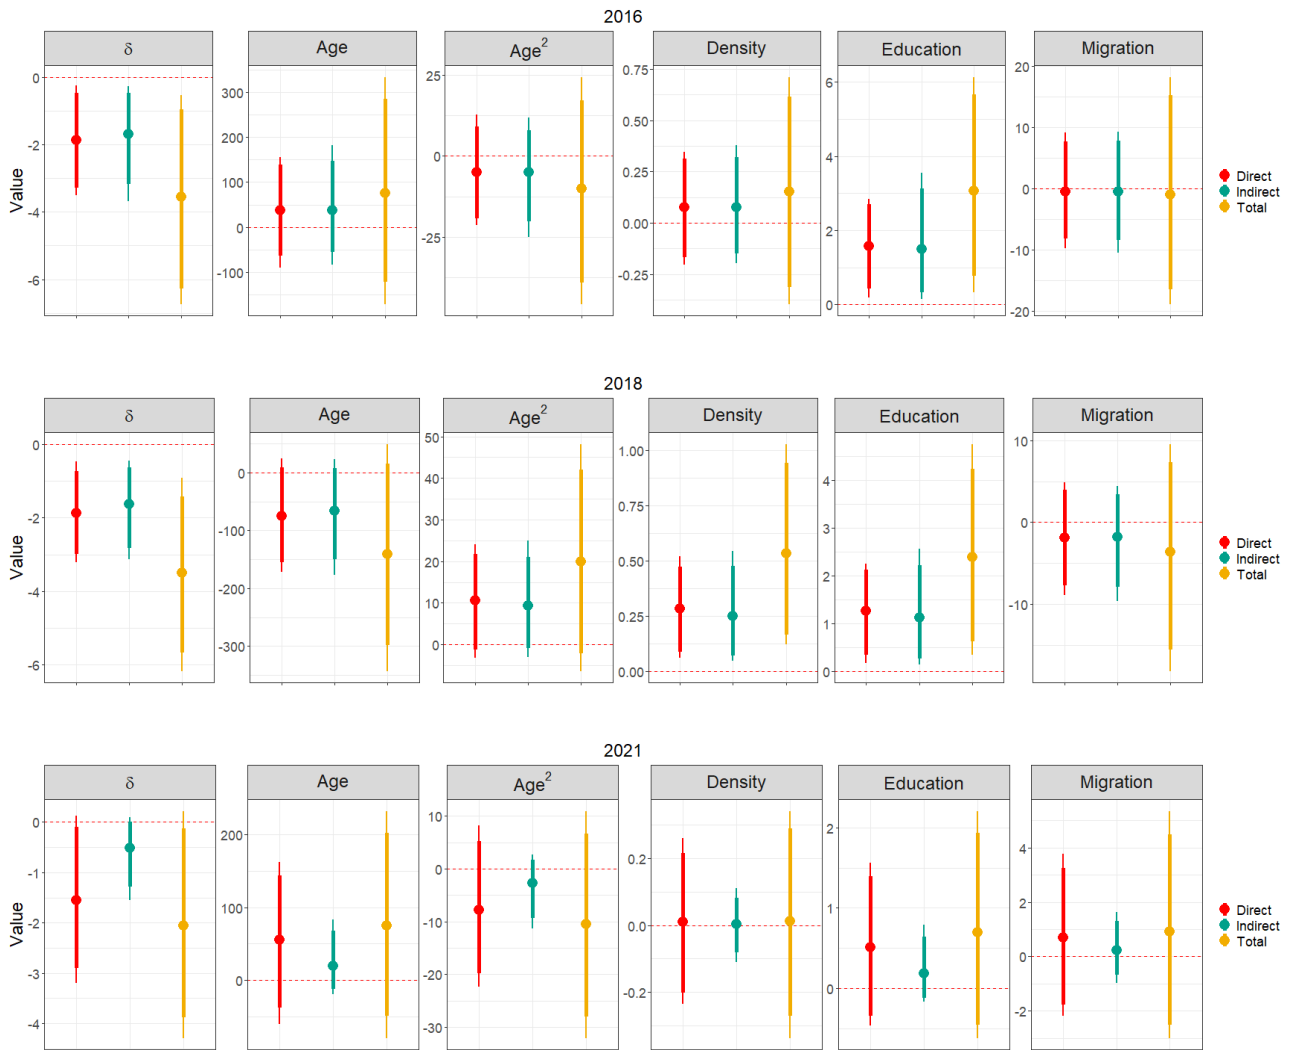 2016
δ Age Age² Density Education Migration
Value
0 -2 -4 -6
300 200 100 0 -100
25 0 -25
0.75 0.50 0.25 0.00 -0.25
6 4 2 0
20 10 0 -10 -20
Direct
Indirect
Total
2018
δ Age Age² Density Education Migration
Value
0 -2 -4 -6
0 -100 -200 -300
50 40 30 20 10 0
1.00 0.75 0.50 0.25 0.00
4 3 2 1 0
10 0 -10
Direct
Indirect
Total
2021
δ Age Age² Density Education Migration
Value
0 -1 -2 -3 -4
200 100 0
10 0 -10 -20 -30
0.2 0.0 -0.2
2 1 0
4 2 0 -2
Direct
Indirect
Total